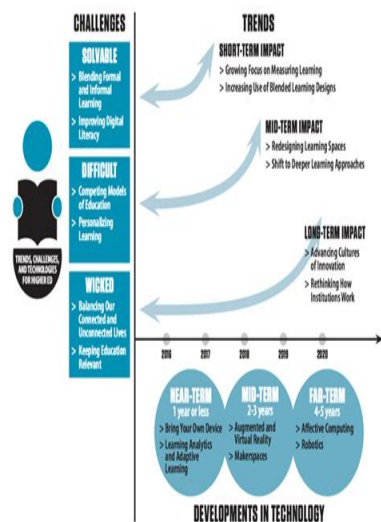 CHALLENGES
SOLVABLE
> Blending Formal
and Informal
Learning
> Improving Digital
Literacy
DIFFICULT
> Competing Models
of Education
> Personalizing
Learning
WICKED
> Balancing Our
Connected and
Unconnected Lives
> Keeping Education
Relevant
TRENDS, CHALLENGES,
AND TECHNOLOGIES
FOR HIGHER ED
TRENDS
SHORT-TERM IMPACT
> Growing Focus on Measuring Learning
> Increasing Use of Blended Learning Designs
MID-TERM IMPACT
> Redesigning Learning Spaces
> Shift to Deeper Learning Approaches
LONG-TERM IMPACT
> Advancing Cultures
of Innovation
> Rethinking How
Institutions Work
2016 2017 2018 2019 2020
NEAR-TERM
1 year or less
> Bring Your Own Device
> Learning Analytics
and Adaptive
Learning
MID-TERM
2-3 years
> Augmented and
Virtual Reality
> Makerspaces
FAR-TERM
4-5 years
> Affective Computing
> Robotics
DEVELOPMENTS IN TECHNOLOGY